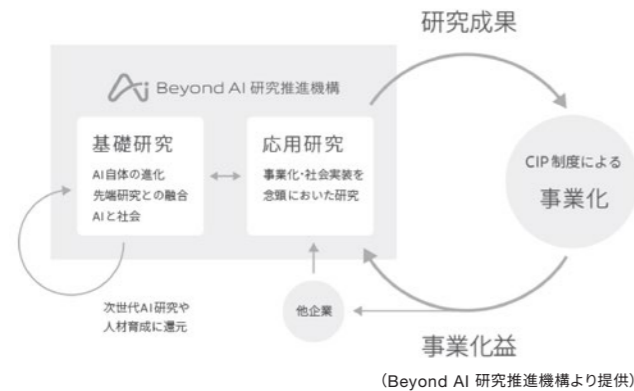 研究成果
Ai Beyond AI 研究推進機構
基礎研究
AI自体の進化
先端研究との融合
AIと社会
応用研究
事業化・社会実装を
念頭においた研究
CIP制度による
事業化
次世代AI研究や
人材育成に還元
他企業
事業化益
(Beyond AI 研究推進機構より提供)